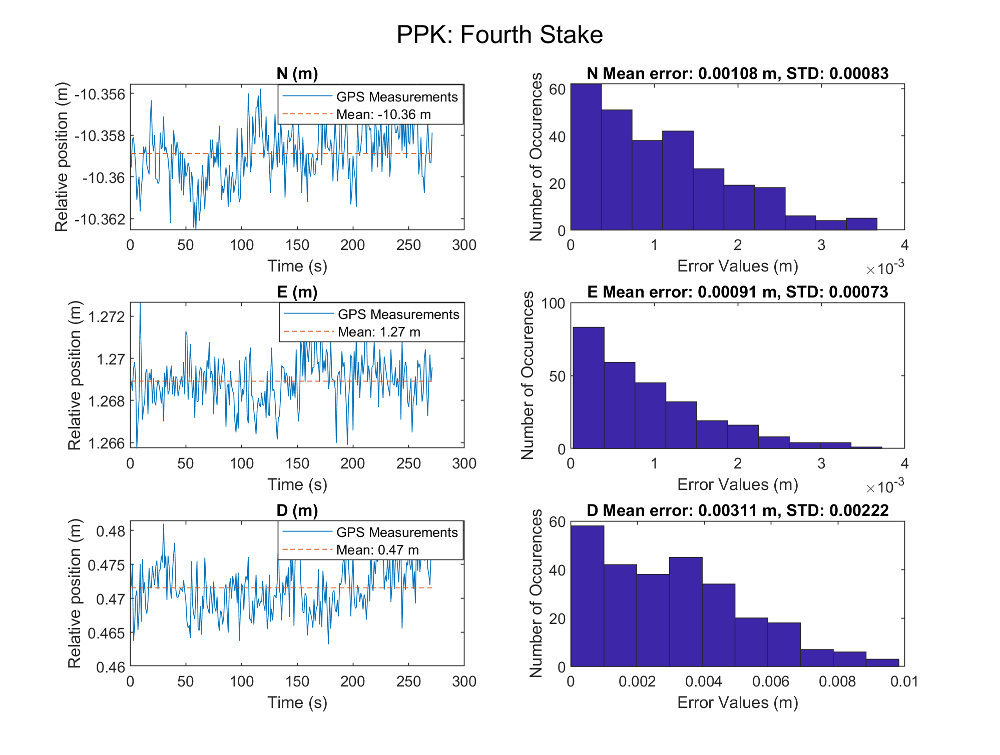 PPK: Fourth Stake
N (m)
Relative position (m)
-10.356
-10.358
-10.36
-10.362
GPS Measurements
Mean: -10.36 m
0 50 100 150 200 250 300
Time (s)
N Mean error: 0.00108 m, STD: 0.00083
Number of Occurences
60
40
20
0
0 1 2 3 4
Error Values (m)
×10-3
E (m)
Relative position (m)
1.272
1.27
1.268
1.266
GPS Measurements
Mean: 1.27 m
0 50 100 150 200 250 300
Time (s)
E Mean error: 0.00091 m, STD: 0.00073
Number of Occurences
100
50
0
0 1 2 3 4
Error Values (m)
×10-3
D (m)
Relative position (m)
0.48
0.475
0.47
0.465
0.46
GPS Measurements
Mean: 0.47 m
0 50 100 150 200 250 300
Time (s)
D Mean error: 0.00311 m, STD: 0.00222
Number of Occurences
60
40
20
0
0 0.002 0.004 0.006 0.008 0.01
Error Values (m)